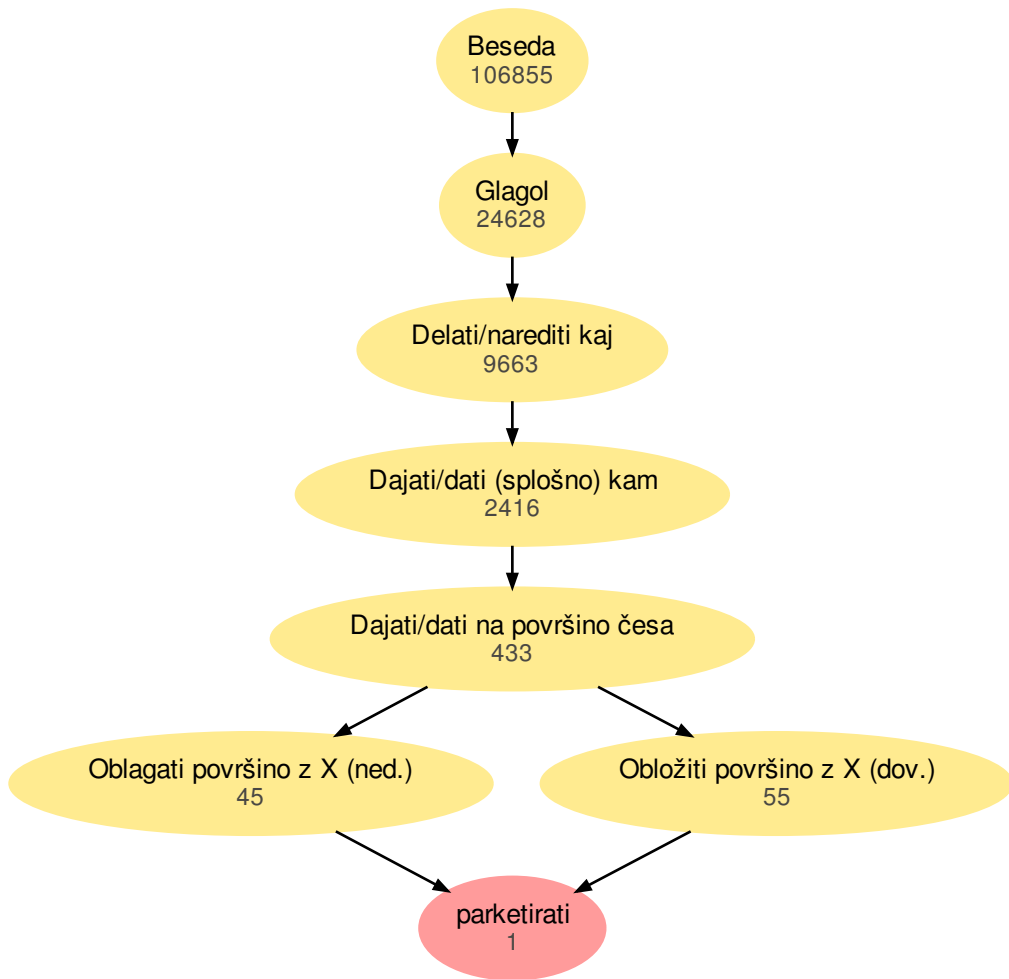 Beseda
106855
Glagol
24628
Delati/narediti kaj
9663
Dajati/dati (splošno) kam
2416
Dajati/dati na površino česa
433
Oblagati površino z X (ned.)
45
Obložiti površino z X (dov.)
55
parketirati
1